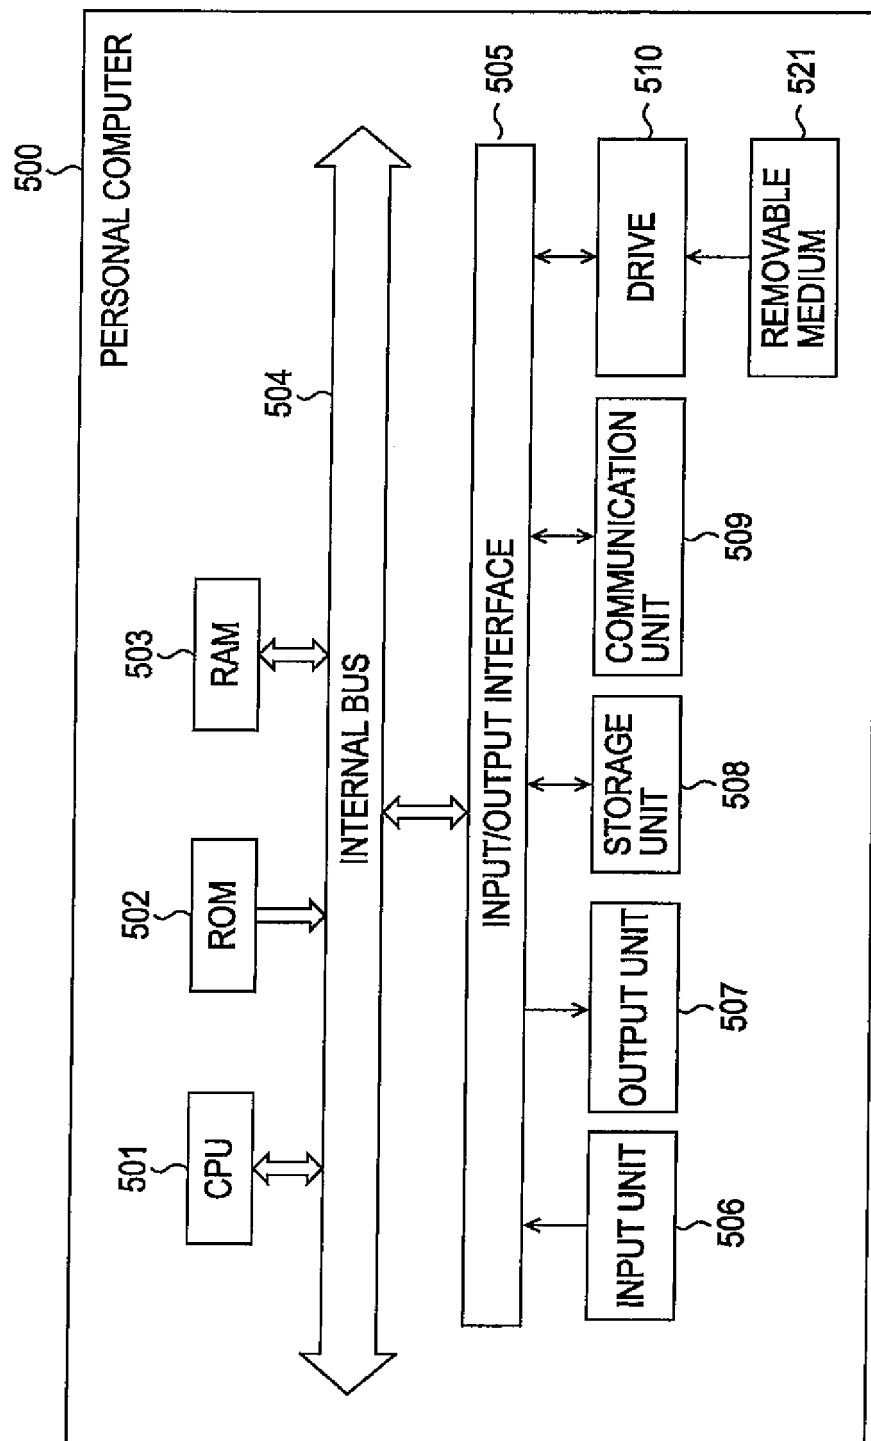 500
PERSONAL COMPUTER
501
CPU
502
ROM
503
RAM
504
INTERNAL BUS
505
INPUT/OUTPUT INTERFACE
INPUT UNIT
506
OUTPUT UNIT
507
STORAGE
UNIT
508
COMMUNICATION
UNIT
509
DRIVE
510
REMOVABLE
MEDIUM
521